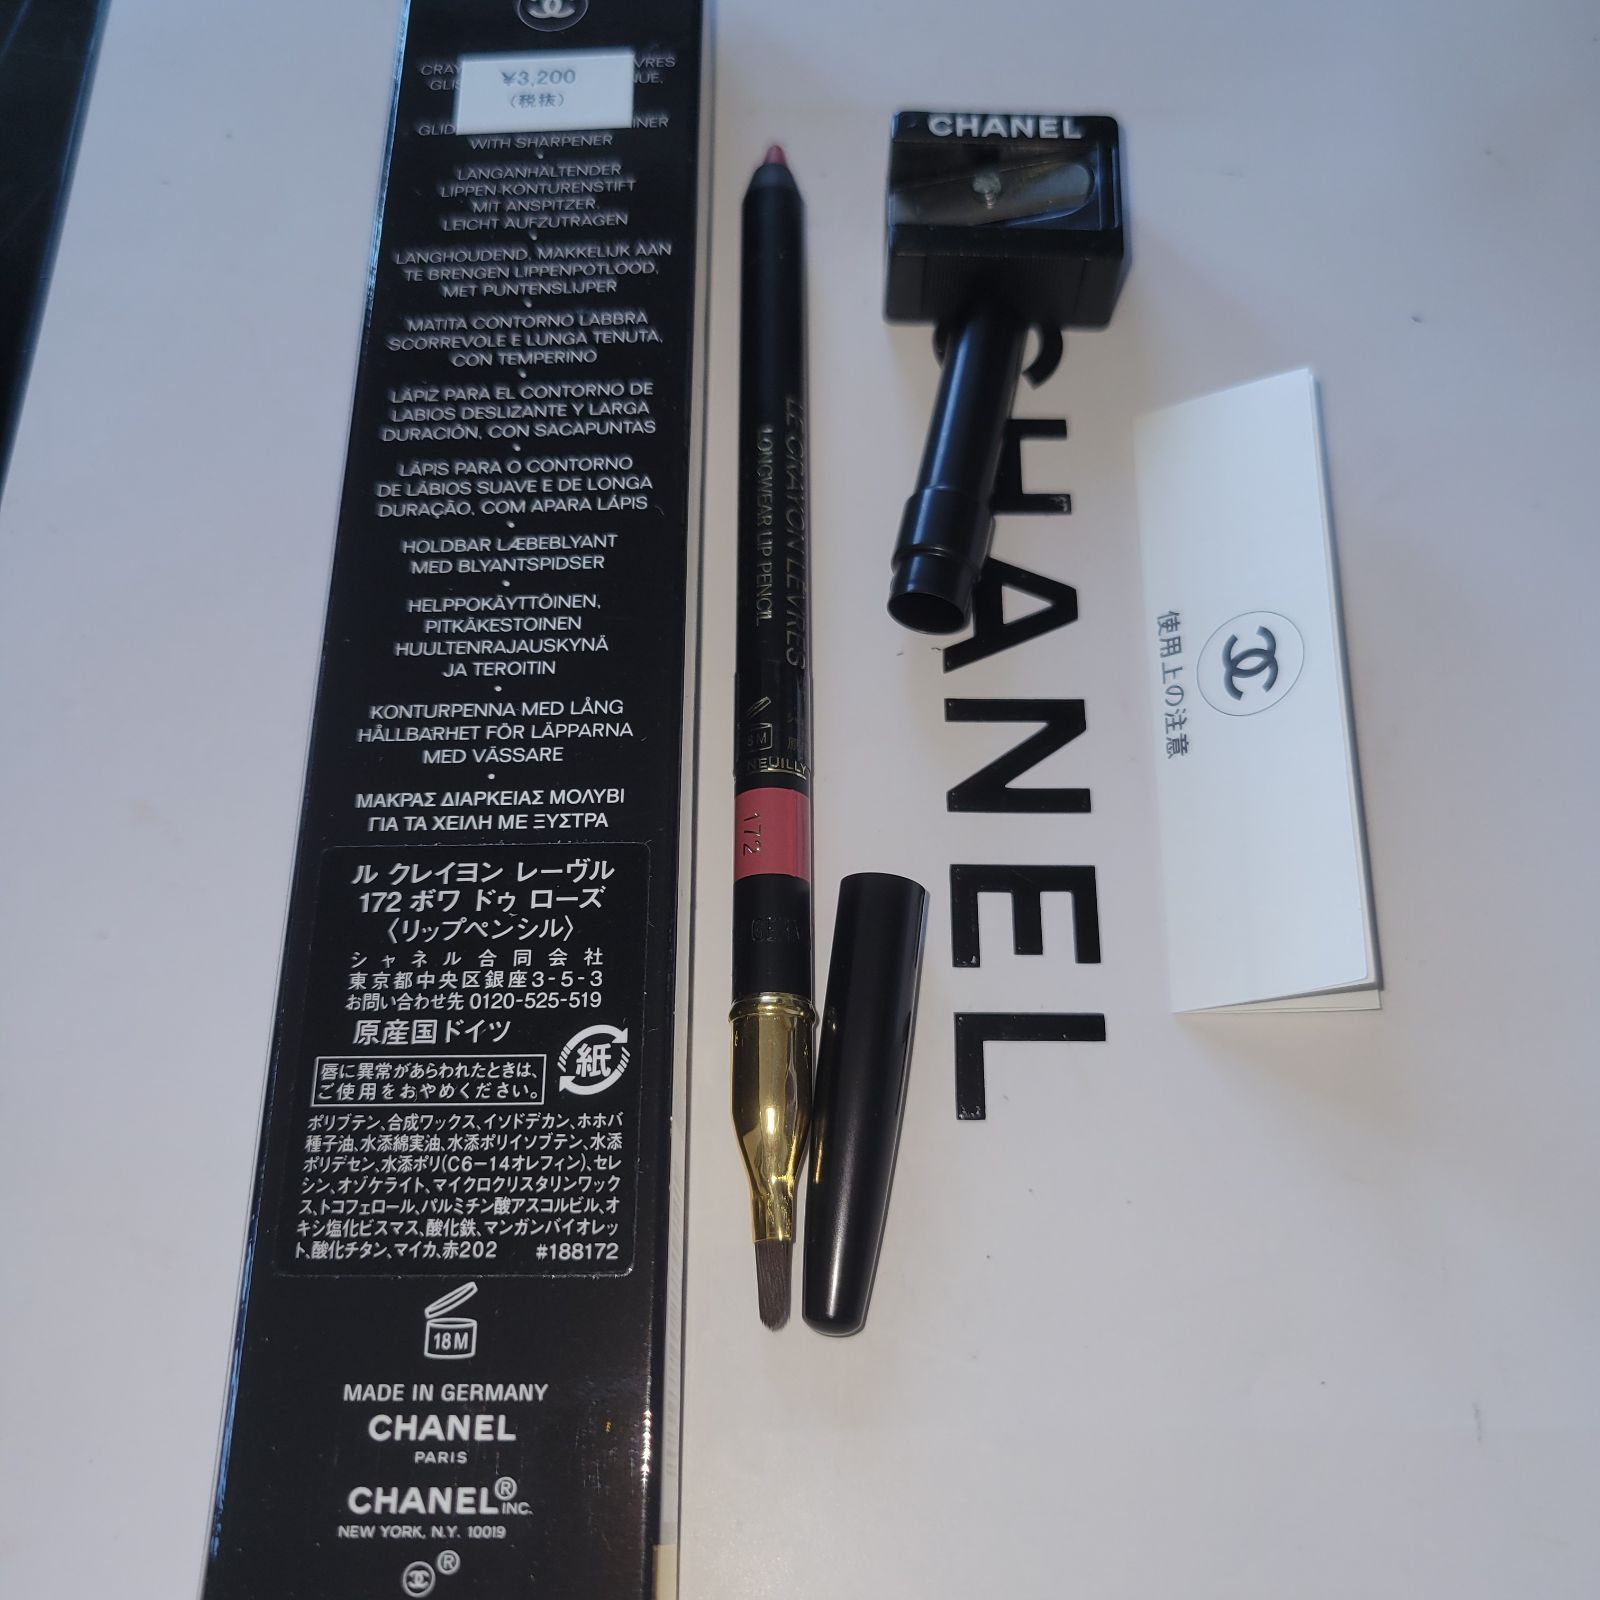 ¥3,200
(税抜)
WITH SHARPENER
LANGANHALTENDER
LIPPEN-KONTURENSTIFT
MIT ANSPITZER,
LEICHT AUFZUTRAGEN
LANGHOUDEND, MAKKELIJK AAN
TE BRENGEN LIPPENPOTLOOD,
MET PUNTENSLIJPER
MATITA CONTORNO LABBRA
SCORREVOLE E LUNGA TENUTA,
CON TEMPERINO
LÁPIZ PARA EL CONTORNO DE
LABIOS DESLIZANTE Y LARGA
DURACIÓN, CON SACAPUNTAS
LÁPIS PARA O CONTORNO
DE LÁBIOS SUAVE E DE LONGA
DURAÇÃO, COM APARA LÁPIS
HOLDBAR LÆBEBLYANT
MED BLYANTSPIDSER
HELPPOKÄYTTÖINEN,
PITKÄKESTOINEN
HUULTENRAJAUSKYNÄ
JA TEROITIN
KONTURPENNA MED LÅNG
HÅLLBARHET FÖR LÄPPARNA
MED VÄSSARE
ΜΑΚΡΑΣ ΔΙΑΡΚΕΙΑΣ ΜΟΛΥΒΙ
ΓΙΑ ΤΑ ΧΕΙΛΗ ΜΕ ΞΥΣΤΡΑ
ル クレイヨン レーヴル
172 ボワ ドゥ ローズ
〈リップペンシル〉
シャネル合同会社
東京都中央区銀座3-5-3
お問い合わせ先 0120-525-519
原産国ドイツ
紙
唇に異常があらわれたときは、
ご使用をおやめください。
ポリブテン、合成ワックス、イソドデカン、ホホバ
種子油、水添綿実油、水添ポリイソブテン、水添
ポリデセン、水添ポリ(C6-14オレフィン)、セレ
シン、オゾケライト、マイクロクリスタリンワック
ス、トコフェロール、パルミチン酸アスコルビル、オ
キシ塩化ビスマス、酸化鉄、マンガンバイオレッ
ト、酸化チタン、マイカ、赤202 #188172
18M
MADE IN GERMANY
CHANEL
PARIS
CHANEL® INC.
NEW YORK, N.Y. 10019
®
LE CRAYON LÈVRES
LONGWEAR LIP PENCIL
NEUILLY
172
CHANEL
CHANEL
使用上の注意